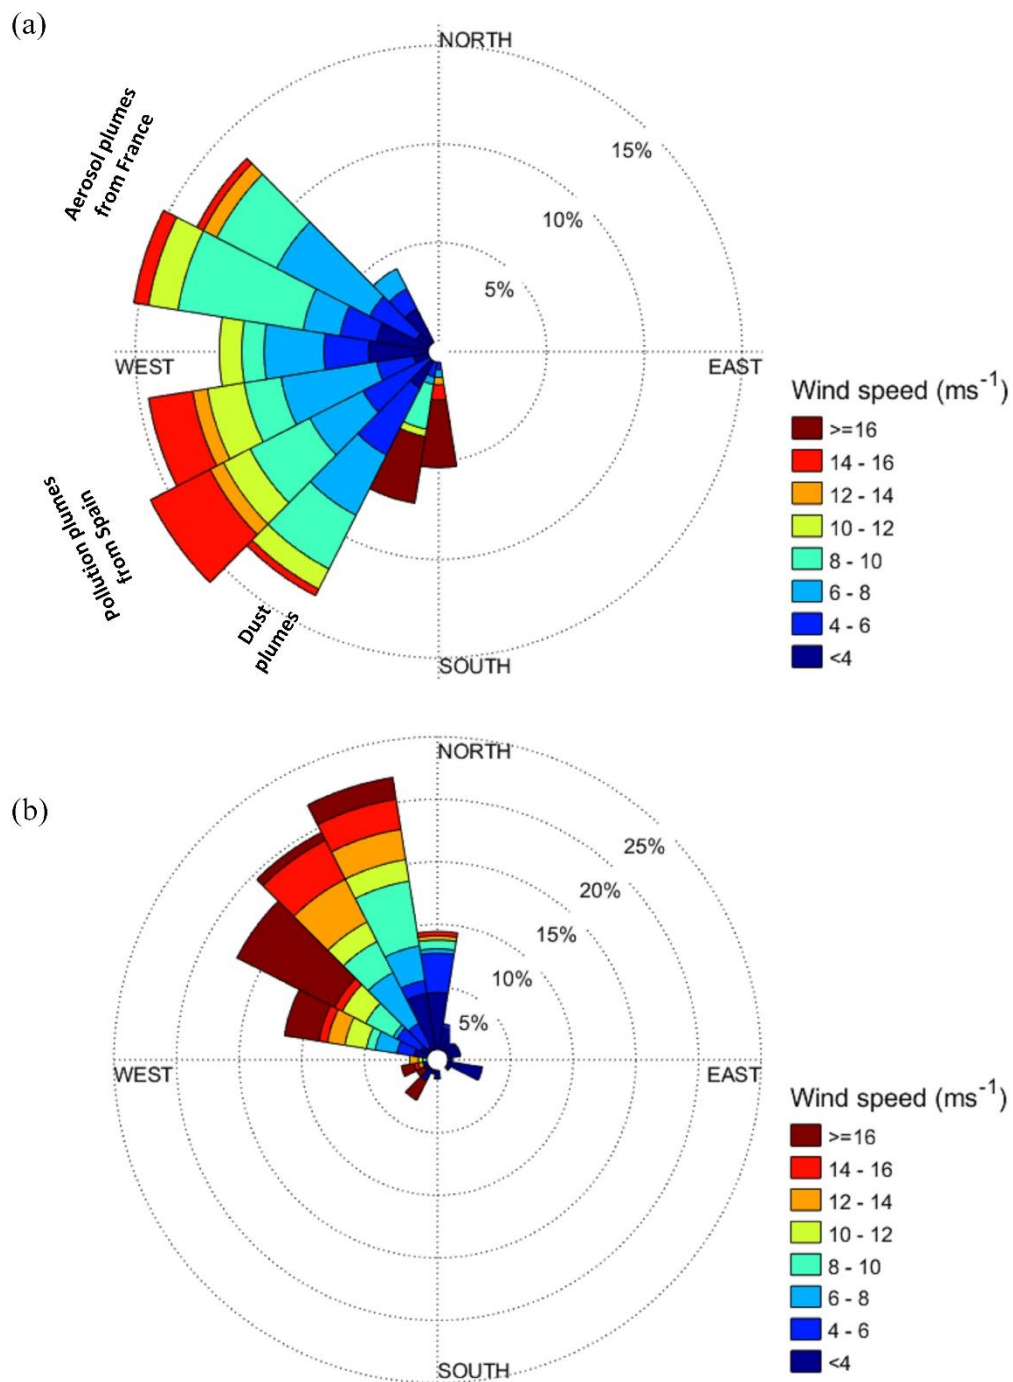 (a)
NORTH
15%
10%
5%
Aerosol plumes
from France
WEST
EAST
Pollution plumes
from Spain
Dust
plumes
SOUTH
Wind speed (ms-1)
>=16
14 - 16
12 - 14
10 - 12
8 - 10
6 - 8
4 - 6
<4
(b)
NORTH
25%
20%
15%
10%
5%
WEST
EAST
SOUTH
Wind speed (ms-1)
>=16
14 - 16
12 - 14
10 - 12
8 - 10
6 - 8
4 - 6
<4